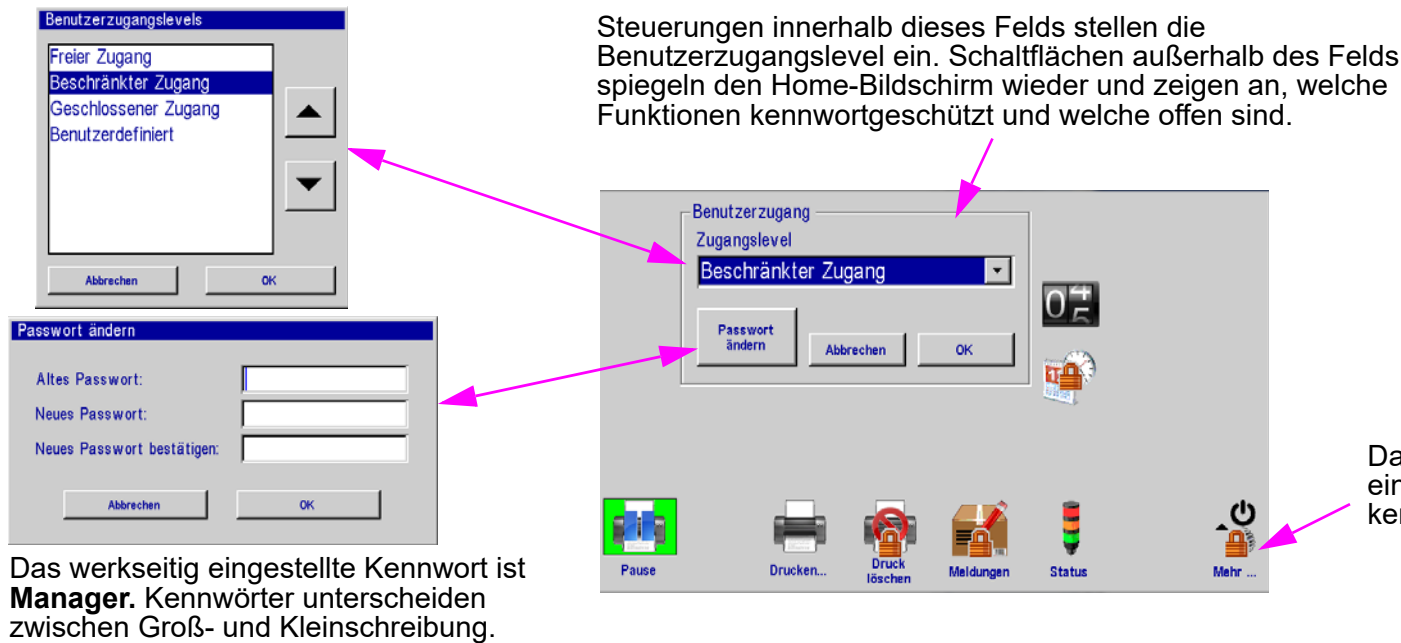 Benutzerzugangslevels
Freier Zugang
Beschränkter Zugang
Geschlossener Zugang
Benutzerdefiniert
Abbrechen
OK
Steuerungen innerhalb dieses Felds stellen die
Benutzerzugangslevel ein. Schaltflächen außerhalb des Felds
spiegeln den Home-Bildschirm wieder und zeigen an, welche
Funktionen kennwortgeschützt und welche offen sind.
Benutzerzugang
Zugangslevel
Beschränkter Zugang
Passwort
ändern
Abbrechen
OK
Passwort ändern
Altes Passwort:
Neues Passwort:
Neues Passwort bestätigen:
Abbrechen
OK
Pause
Drucken...
Druck
löschen
Meldungen
Status
Mehr ...
Das werkseitig eingestellte Kennwort ist
Manager. Kennwörter unterscheiden
zwischen Groß- und Kleinschreibung.